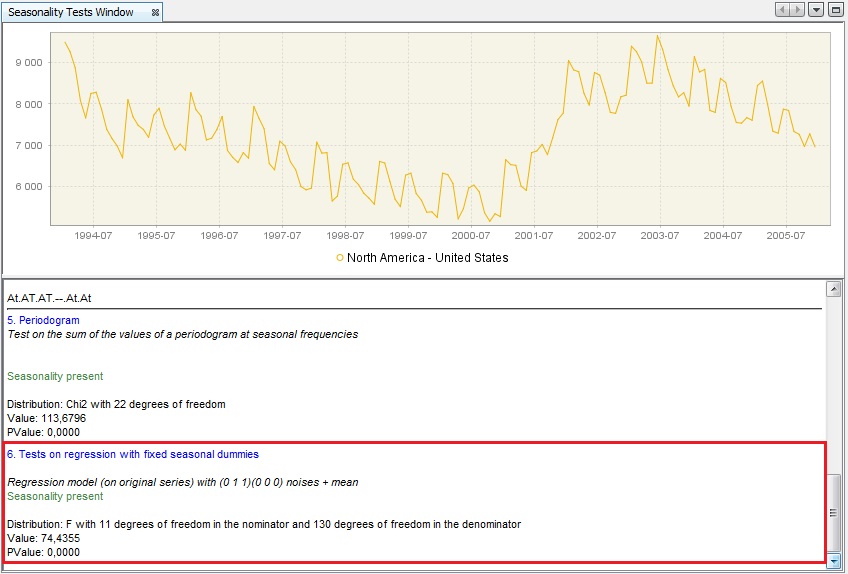 Seasonality Tests Window
9 000
8 000
7 000
6 000
1994-07 1995-07 1996-07 1997-07 1998-07 1999-07 2000-07 2001-07 2002-07 2003-07 2004-07 2005-07
North America - United States
At.AT.AT.--.At.At
5. Periodogram
Test on the sum of the values of a periodogram at seasonal frequencies
Seasonality present
Distribution: Chi2 with 22 degrees of freedom
Value: 113,6796
PValue: 0,0000
6. Tests on regression with fixed seasonal dummies
Regression model (on original series) with (0 1 1)(0 0 0) noises + mean
Seasonality present
Distribution: F with 11 degrees of freedom in the nominator and 130 degrees of freedom in the denominator
Value: 74,4355
PValue: 0,0000